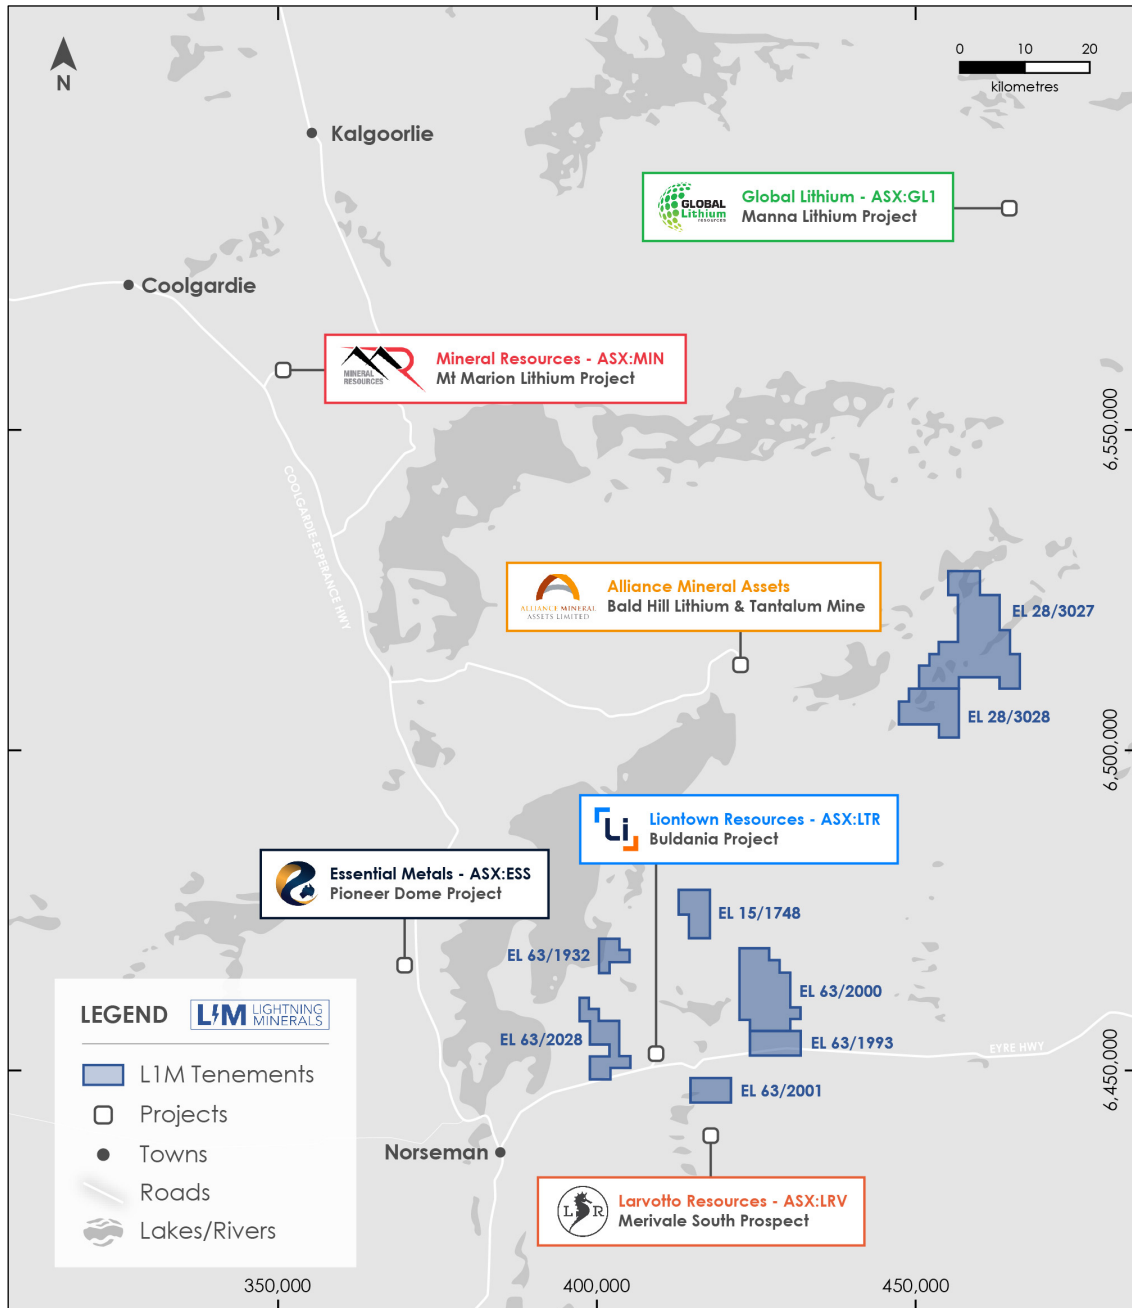 N
0 10 20
kilometres
Kalgoorlie
GLOBAL
Lithium
RESOURCES
Global Lithium - ASX:GL1
Manna Lithium Project
Coolgardie
MINERAL
RESOURCES
Mineral Resources - ASX:MIN
Mt Marion Lithium Project
6,550,000
COOLGARDIE-ESPERANCE HWY
ALLIANCE MINERAL
ASSETS LIMITED
Alliance Mineral Assets
Bald Hill Lithium & Tantalum Mine
EL 28/3027
EL 28/3028
6,500,000
Li
Liontown Resources - ASX:LTR
Buldania Project
Essential Metals - ASX:ESS
Pioneer Dome Project
EL 15/1748
EL 63/1932
EL 63/2000
EL 63/2028
EL 63/1993
EYRE HWY
EL 63/2001
6,450,000
Norseman
L R
Larvotto Resources - ASX:LRV
Merivale South Prospect
LEGEND
L1M LIGHTNING
MINERALS
L1M Tenements
Projects
Towns
Roads
Lakes/Rivers
350,000
400,000
450,000